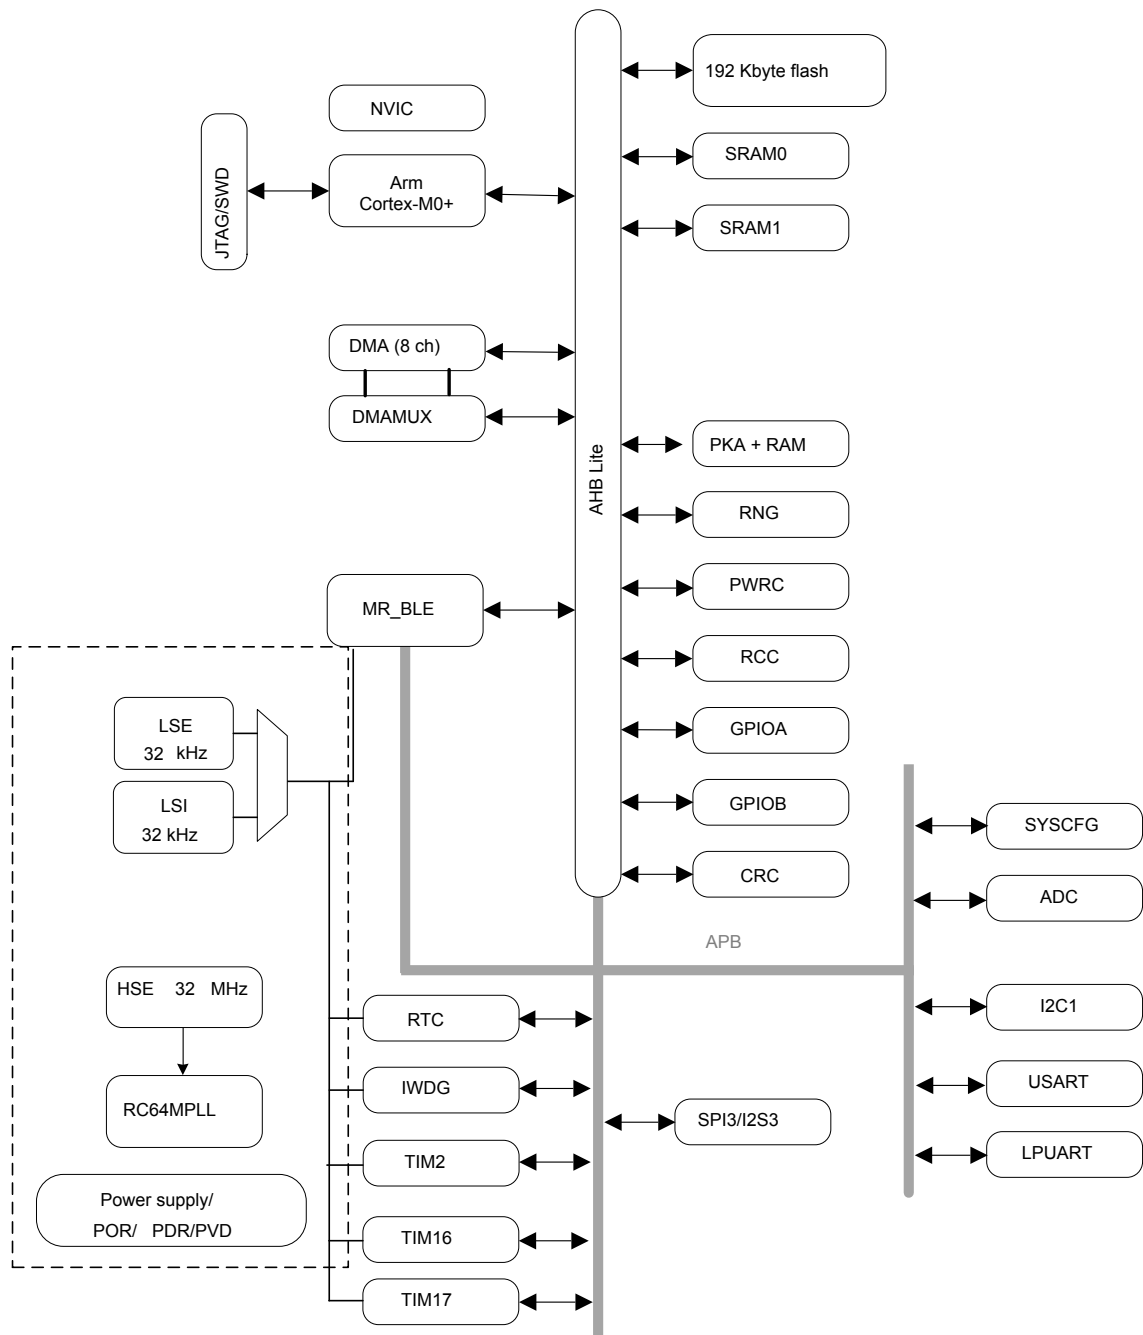 192 Kbyte flash
NVIC
SRAM0
JTAG/SWD
Arm
Cortex-M0+
SRAM1
DMA (8 ch)
DMAMUX
AHB Lite
PKA + RAM
RNG
PWRC
MR_BLE
RCC
LSE
32 kHz
GPIOA
LSI
32 kHz
GPIOB
SYSCFG
CRC
ADC
APB
HSE 32 MHz
I2C1
RTC
RC64MPLL
IWDG
USART
SPI3/I2S3
TIM2
LPUART
Power supply/
POR/ PDR/PVD
TIM16
TIM17